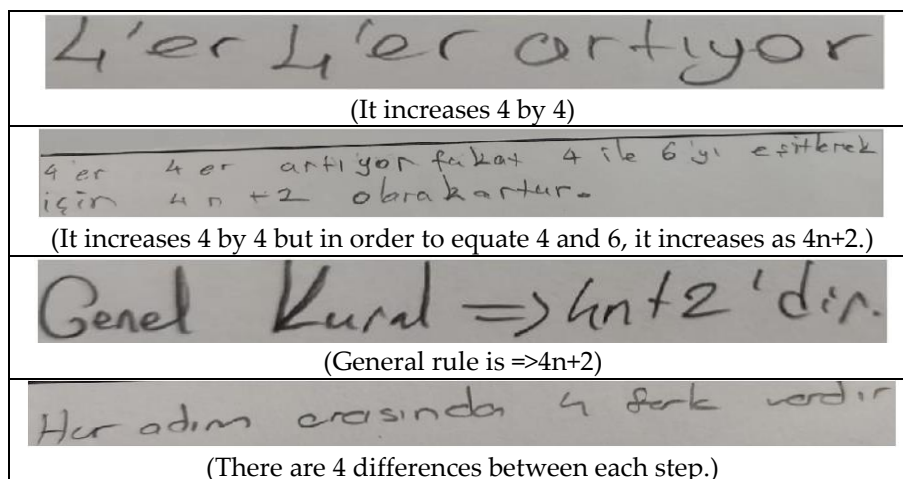 4'er 4'er artıyor
(It increases 4 by 4)
4'er 4 er artıyor fakat 4 ile 6'yı eşitlemek
için 4n+2 olarak artur.
(It increases 4 by 4 but in order to equate 4 and 6, it increases as 4n+2.)
Genel Kural => 4n+2'dir.
(General rule is =>4n+2)
Her adım arasında 4 fark vardır
(There are 4 differences between each step.)